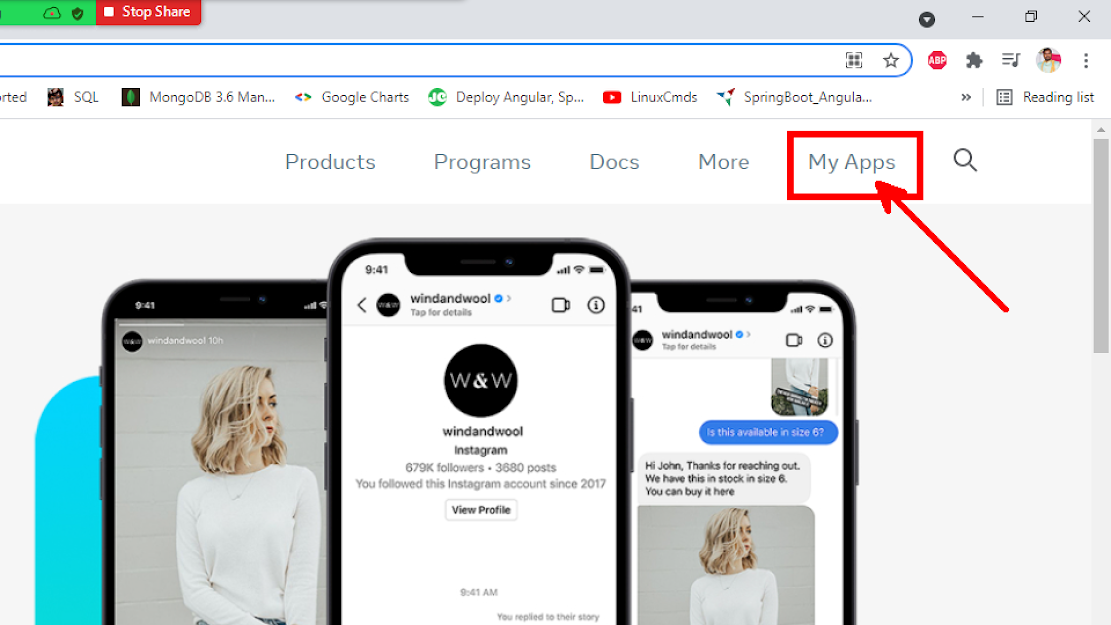 Stop Share
ABP
orted
SQL
MongoDB 3.6 Man...
Google Charts
Deploy Angular, Sp...
LinuxCmds
SpringBoot_Angula...
»
Reading list
Products
Programs
Docs
More
My Apps
9:41
windandwool 10h
9:41
windandwool
Tap for details
W&W
windandwool
Instagram
679K followers • 3680 posts
You followed this Instagram account since 2017
View Profile
9:41 AM
You replied to their story
41
windandwool
Tap for details
Is this available in size 6?
Hi John, Thanks for reaching out.
We have this in stock in size 6.
You can buy it here